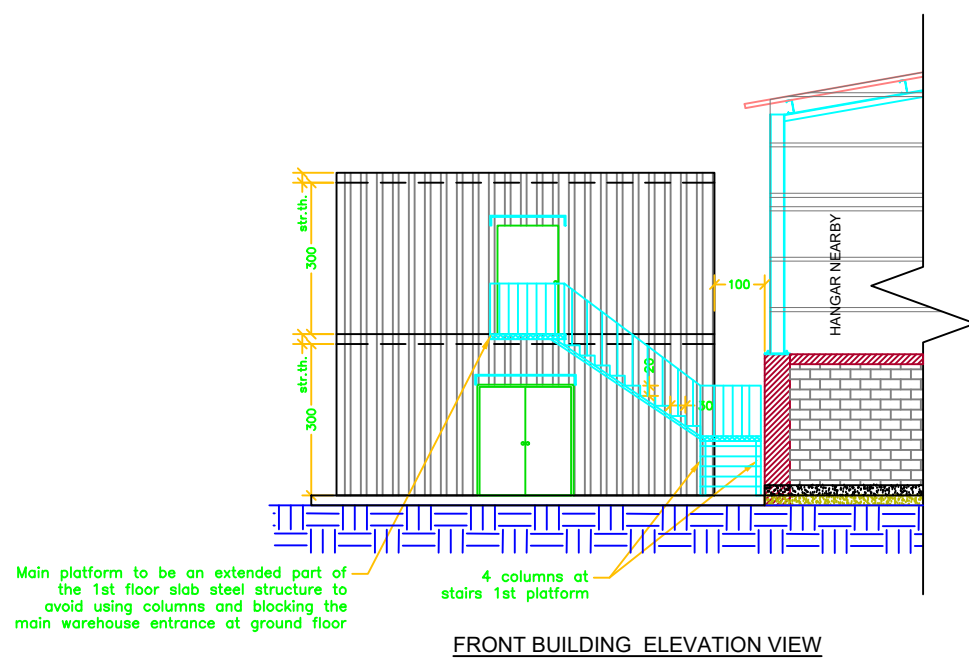 str.th.
300
100
HANGAR NEARBY
str.th.
300
20
30
Main platform to be an extended part of
the 1st floor slab steel structure to
avoid using columns and blocking the
main warehouse entrance at ground floor
4 columns at
stairs 1st platform
FRONT BUILDING ELEVATION VIEW